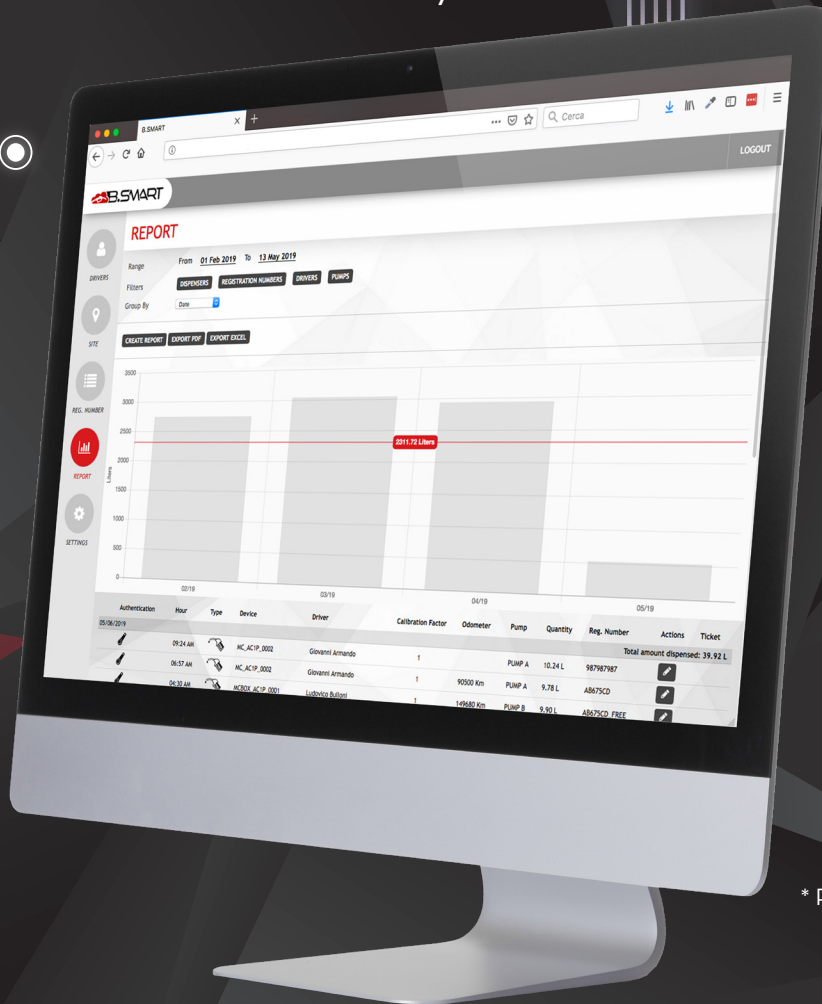 B.SMART
Cerca
LOGOUT
B.SMART
REPORT
Range From 01 Feb 2019 To 13 May 2019
Filters DISPENSERS REGISTRATION NUMBERS DRIVERS PUMPS
Group By Date
CREATE REPORT EXPORT PDF EXPORT EXCEL
DRIVERS
SITE
REG. NUMBER
REPORT
SETTINGS
3500
3000
2500
2311.72 Liters
2000
Liters
1500
1000
500
0
02/19 03/19 04/19 05/19
Authentication Hour Type Device Driver Calibration Factor Odometer Pump Quantity Reg. Number Actions Ticket
05/06/2019 Total amount dispensed: 39.92 L
09:24 AM MC_AC1P_0002 Giovanni Armando 1 PUMP A 10.24 L 987987987
06:57 AM MC_AC1P_0002 Giovanni Armando 1 90500 Km PUMP A 9.78 L AB675CD
04:30 AM MCBOX_AC1P_0001 Ludovico Bulloni 1 149680 Km PUMP B 9.90 L AB675CD_FREE
*